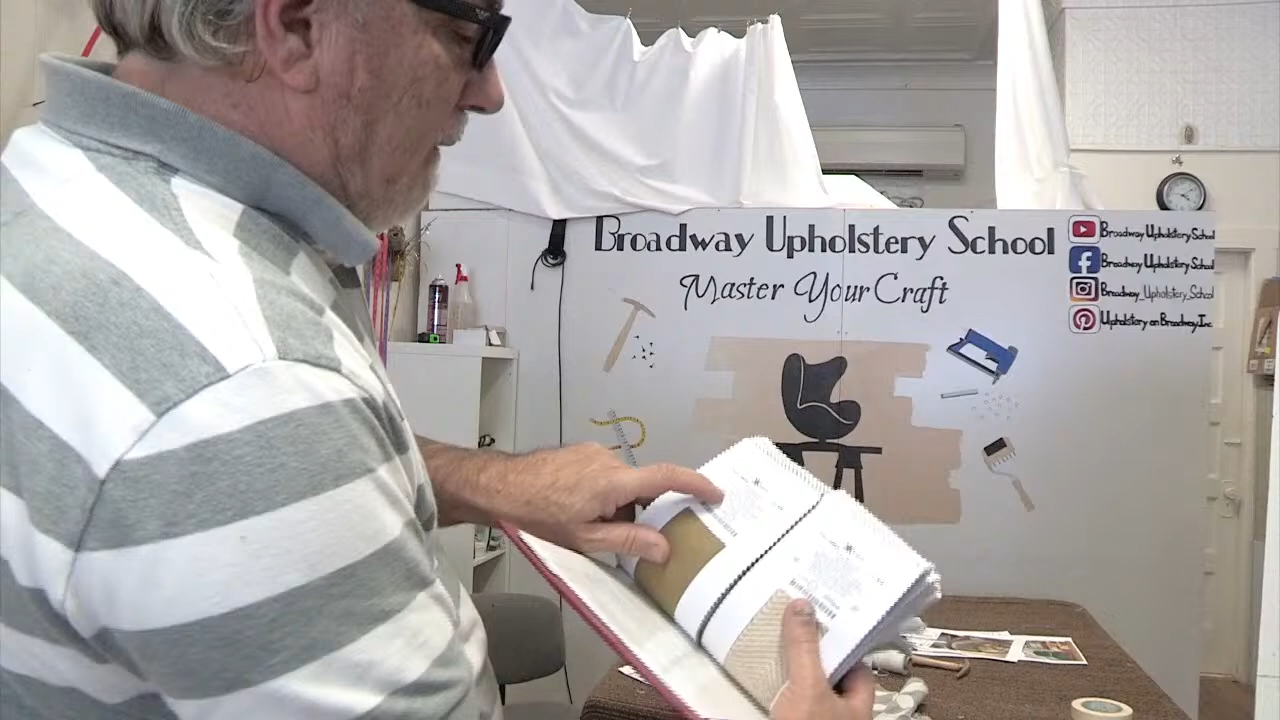 Broadway Upholstery School
Master Your Craft
Broadway Upholstery School
Broadway Upholstery School
Broadway_Upholstery_School
Upholstery on Broadway.Inc